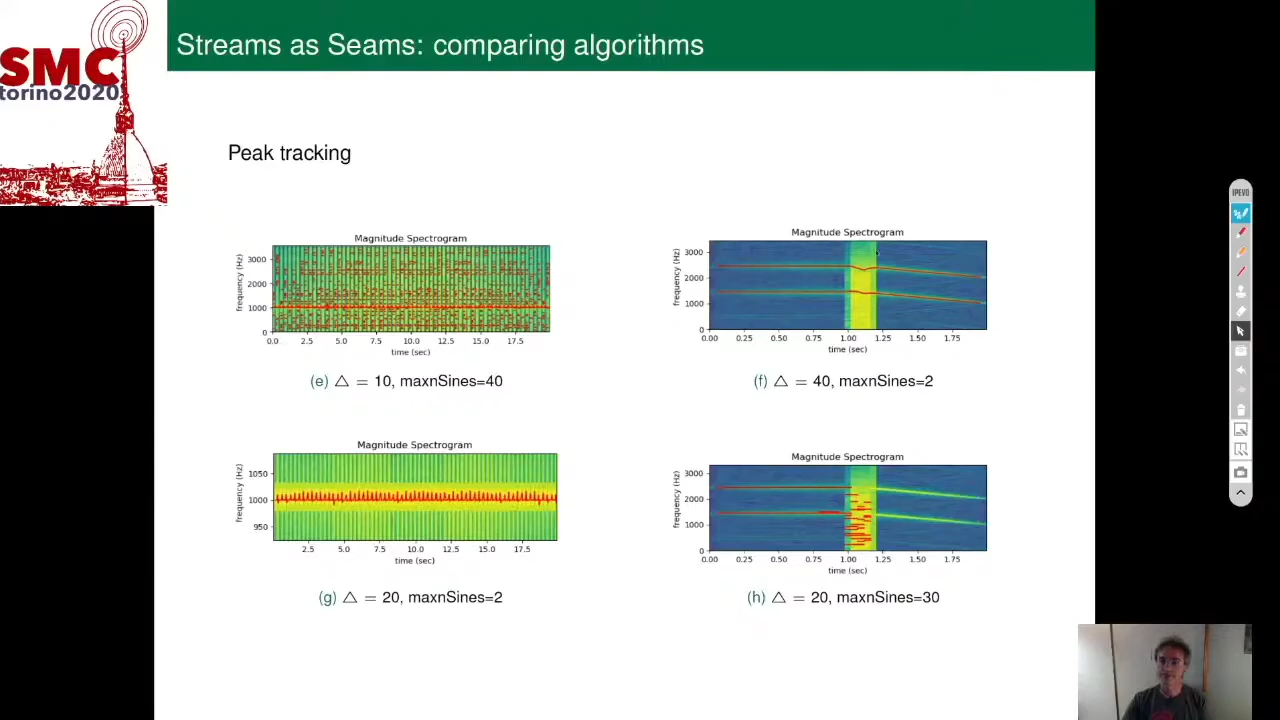 SMC
torino2020
Streams as Seams: comparing algorithms
Peak tracking
Magnitude Spectrogram
frequency (Hz)
3000
2000
1000
0
0.0 2.5 5.0 7.5 10.0 12.5 15.0 17.5
time (sec)
(e) △ = 10, maxnSines=40
Magnitude Spectrogram
frequency (Hz)
3000
2000
1000
0
0.00 0.25 0.50 0.75 1.00 1.25 1.50 1.75
time (sec)
(f) △ = 40, maxnSines=2
Magnitude Spectrogram
frequency (Hz)
1050
1000
950
2.5 5.0 7.5 10.0 12.5 15.0 17.5
time (sec)
(g) △ = 20, maxnSines=2
Magnitude Spectrogram
frequency (Hz)
3000
2000
1000
0
0.00 0.25 0.50 0.75 1.00 1.25 1.50 1.75
time (sec)
(h) △ = 20, maxnSines=30
IPEVO